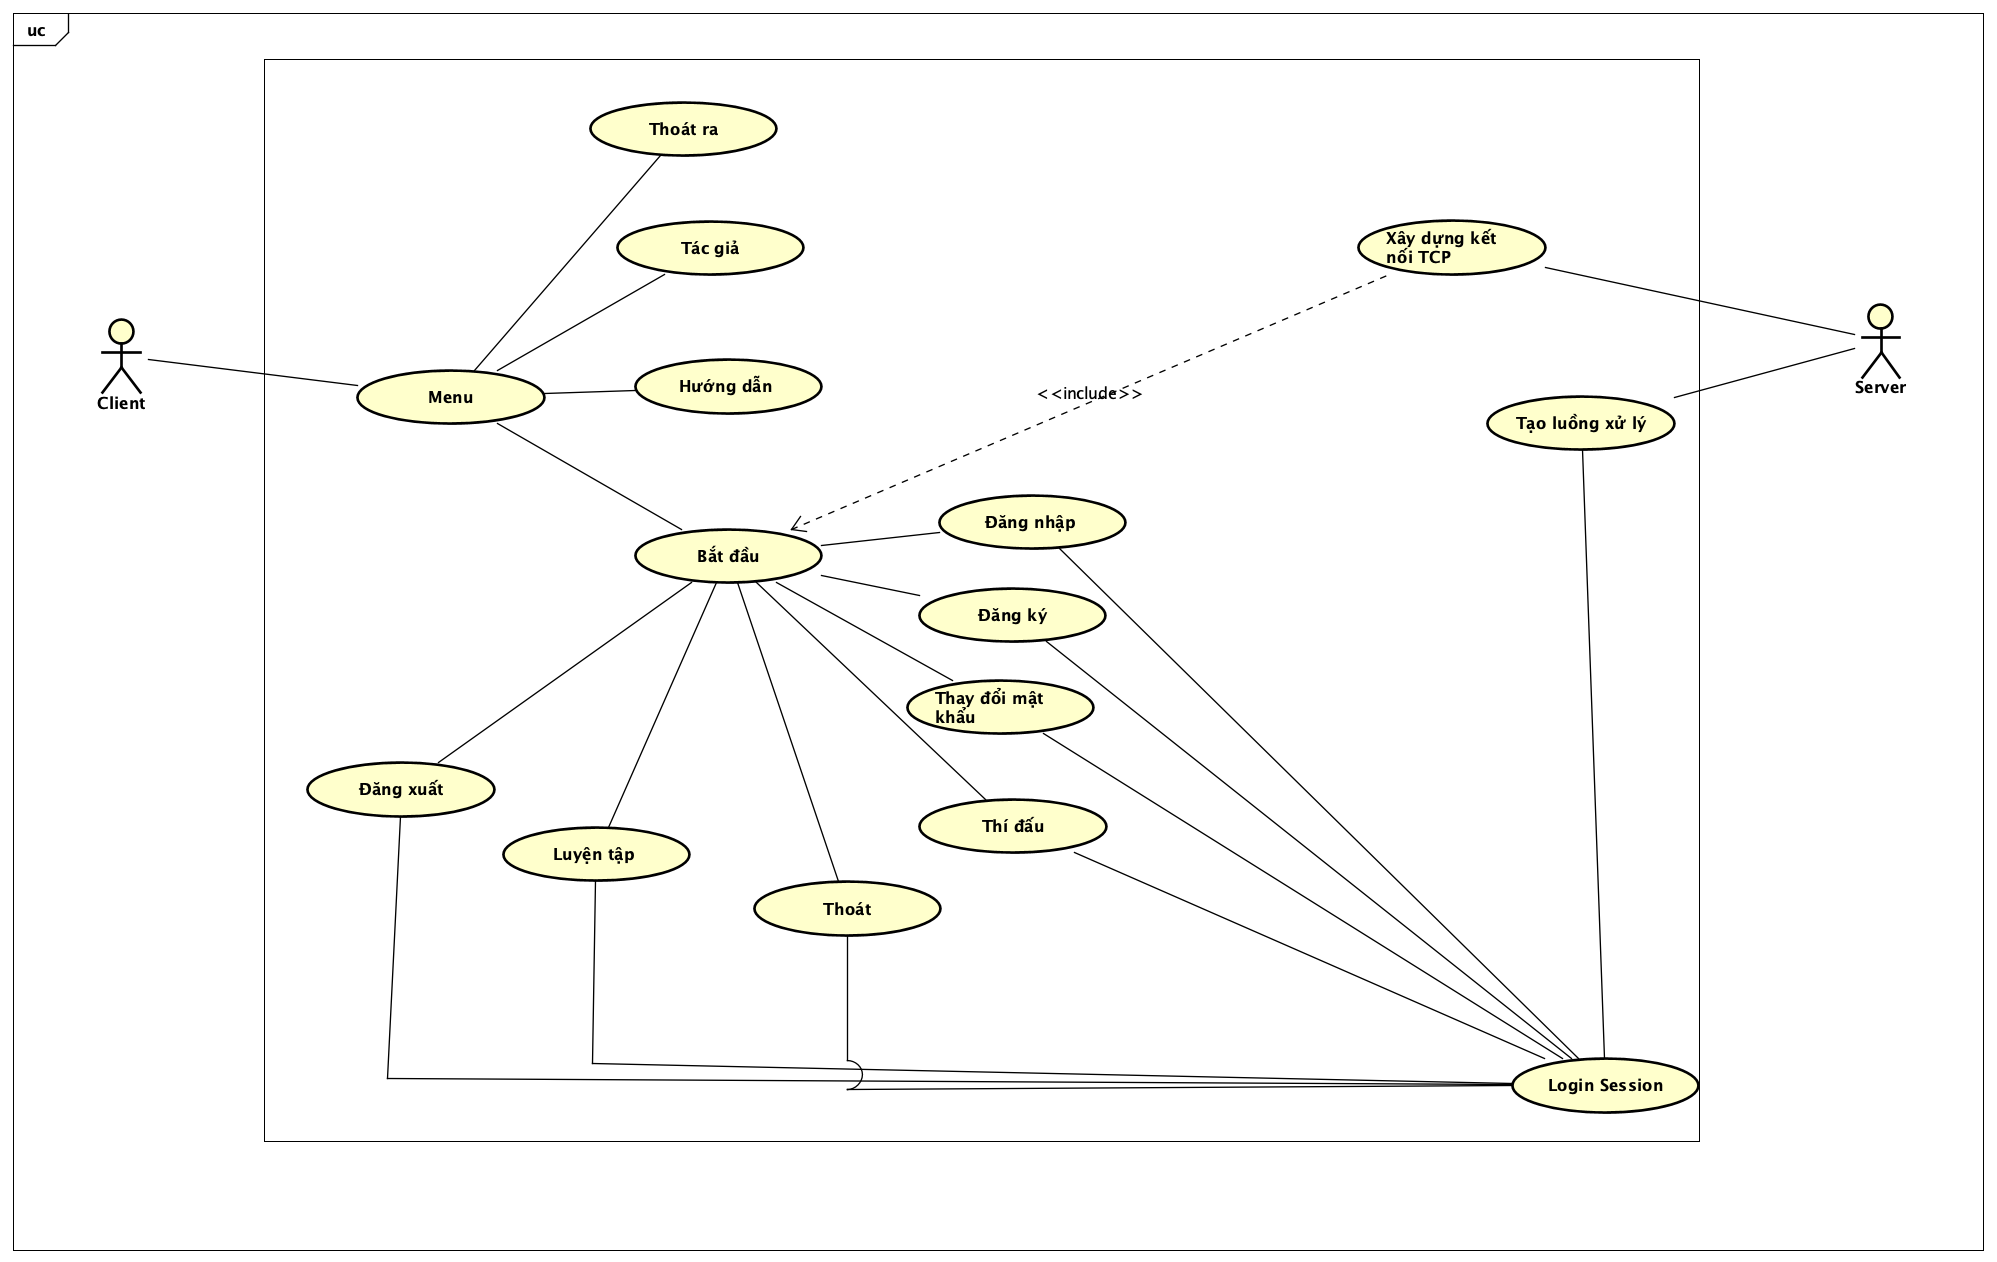 uc
Thoát ra
Tác giả
Xây dựng kết
nối TCP
Client
Menu
Hướng dẫn
<<include>>
Server
Tạo luồng xử lý
Bắt đầu
Đăng nhập
Đăng ký
Thay đổi mật
khẩu
Đăng xuất
Luyện tập
Thí đấu
Thoát
Login Session